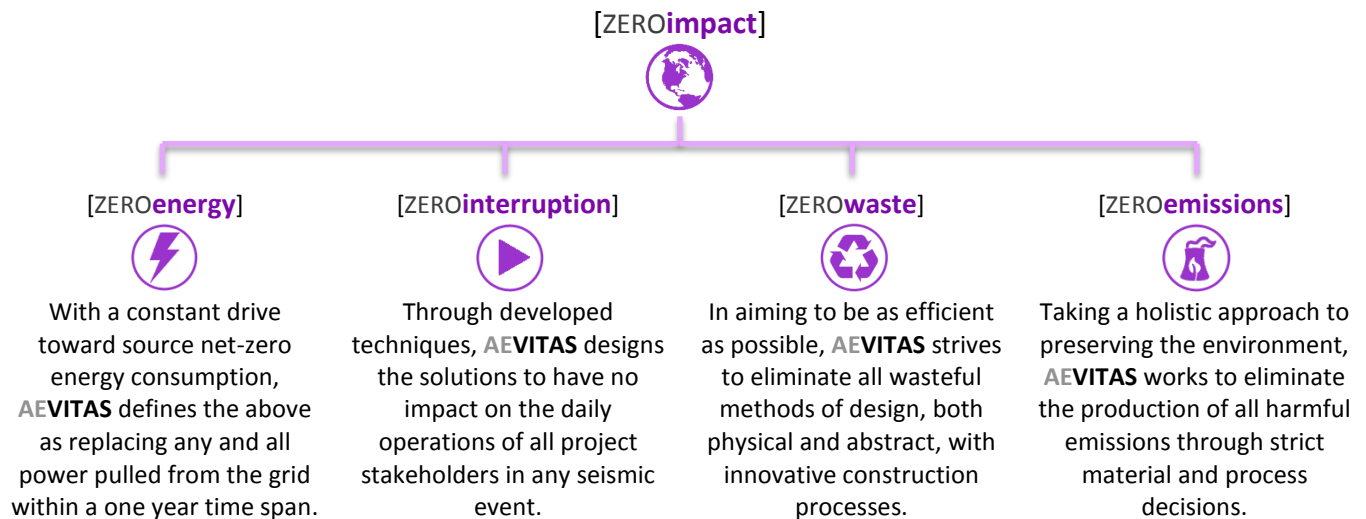 [ZEROimpact]
[ZEROenergy]
With a constant drive
toward source net-zero
energy consumption,
AEVITAS defines the above
as replacing any and all
power pulled from the grid
within a one year time span.
[ZEROinterruption]
Through developed
techniques, AEVITAS designs
the solutions to have no
impact on the daily
operations of all project
stakeholders in any seismic
event.
[ZEROwaste]
In aiming to be as efficient
as possible, AEVITAS strives
to eliminate all wasteful
methods of design, both
physical and abstract, with
innovative construction
processes.
[ZEROemissions]
Taking a holistic approach to
preserving the environment,
AEVITAS works to eliminate
the production of all harmful
emissions through strict
material and process
decisions.